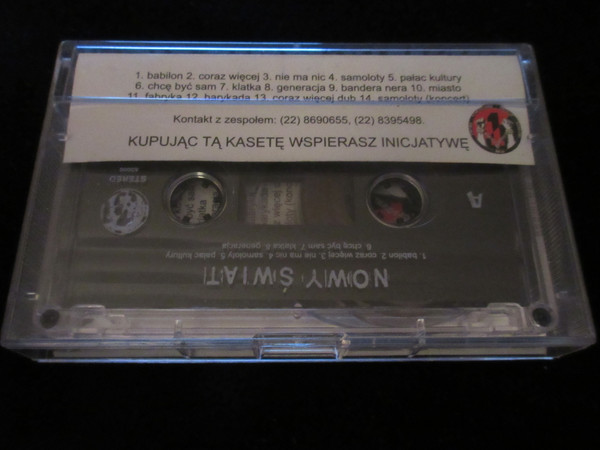 1. babilon 2. coraz więcej 3. nie ma nic 4. samoloty 5. pałac kultury
6. chcę być sam 7. klatka 8. generacja 9. bandera nera 10. miasto
11. fabryka 12. barykada 13. coraz więcej dub 14. samoloty (koncert)
Kontakt z zespołem: (22) 8690655, (22) 8395498.
KUPUJĄC TĄ KASETĘ WSPIERASZ INICJATYWĘ
STEREO
A
NOWY ŚWIAT
1. babilon 2. coraz więcej 3. nie ma nic 4. samoloty 5. pałac kultury
6. chcę być sam 7. klatka 8. generacja